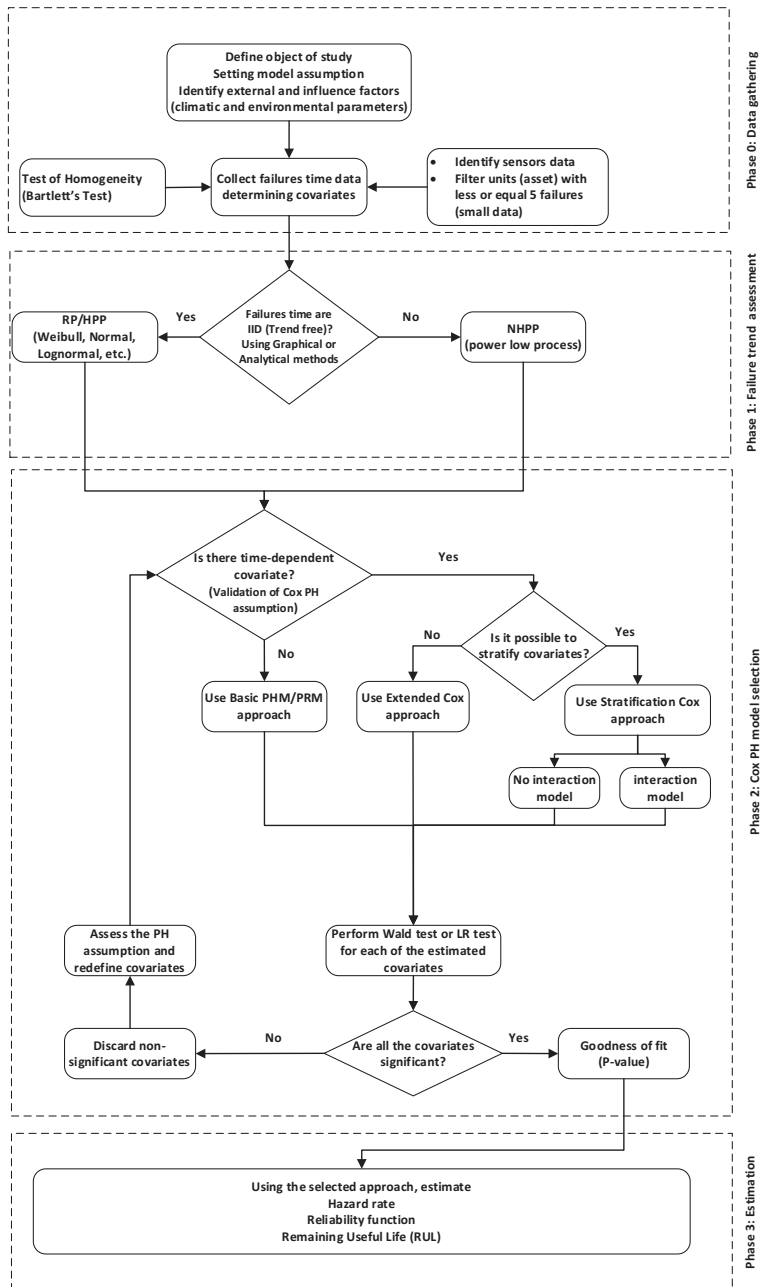 Define object of study
Setting model assumption
Identify external and influence factors
(climatic and environmental parameters)
Test of Homogeneity
(Bartlett's Test)
Collect failures time data
determining covariates
• Identify sensors data
• Filter units (asset) with
less or equal 5 failures
(small data)
Phase 0: Data gathering
RP/HPP
(Weibull, Normal,
Lognormal, etc.)
Yes
Failures time are
IID (Trend free)?
Using Graphical or
Analytical methods
No
NHPP
(power low process)
Phase 1: Failure trend assessment
Is there time-dependent
covariate?
(Validation of Cox PH
assumption)
Yes
No
No
Is it possible to
stratify covariates?
Yes
Use Basic PHM/PRM
approach
Use Extended Cox
approach
Use Stratification Cox
approach
No interaction
model
interaction
model
Assess the PH
assumption and
redefine covariates
Perform Wald test or LR test
for each of the estimated
covariates
Discard non-
significant covariates
No
Are all the covariates
significant?
Yes
Goodness of fit
(P-value)
Phase 2: Cox PH model selection
Using the selected approach, estimate
Hazard rate
Reliability function
Remaining Useful Life (RUL)
Phase 3: Estimation